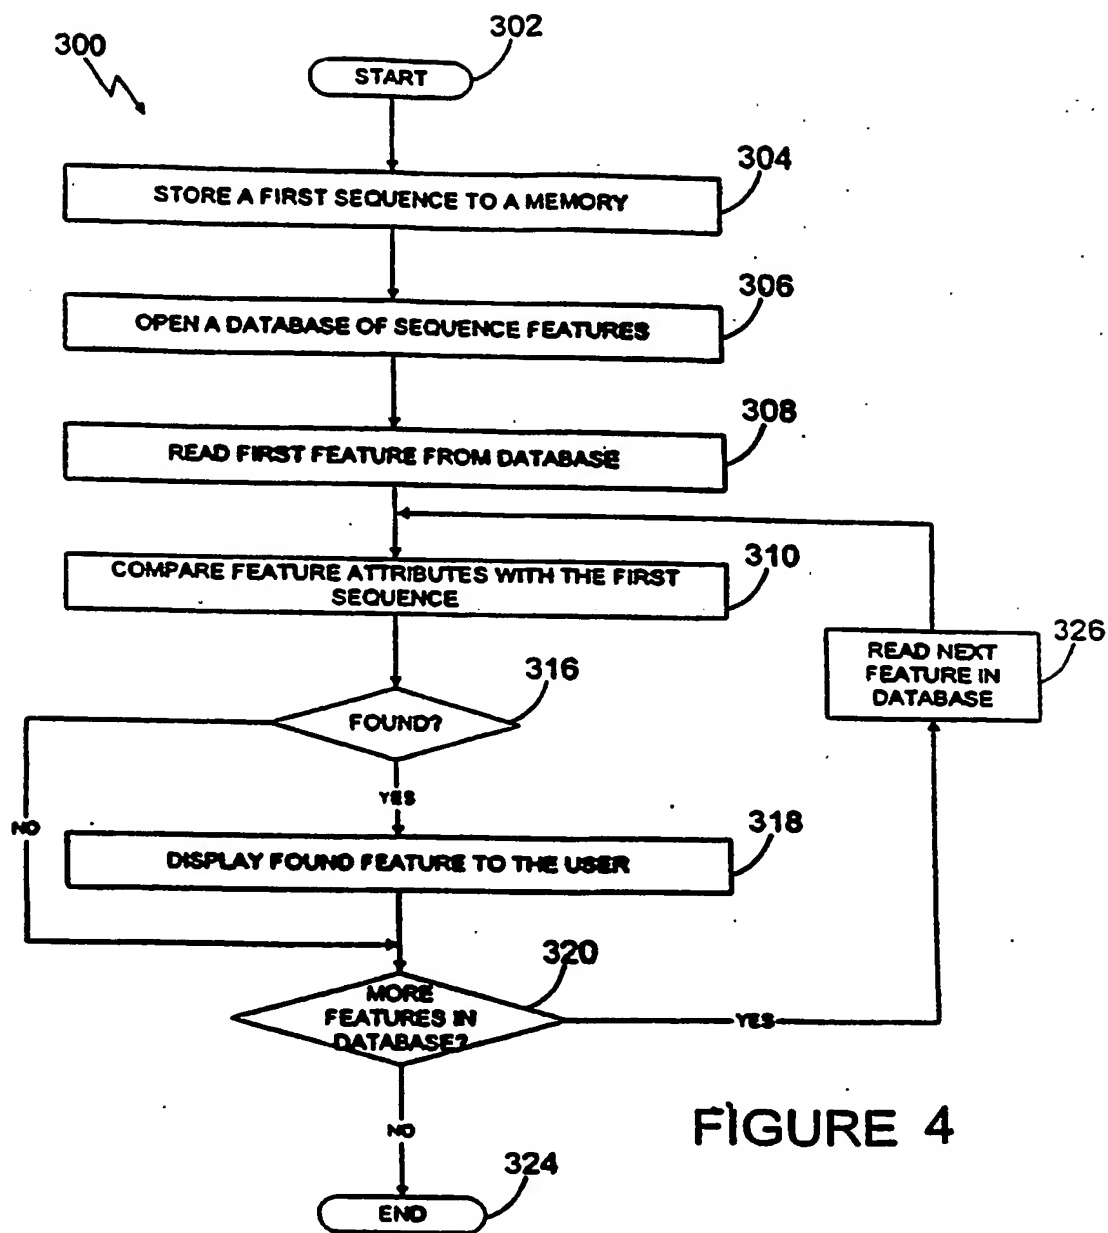 300
302
START
304
STORE A FIRST SEQUENCE TO A MEMORY
306
OPEN A DATABASE OF SEQUENCE FEATURES
308
READ FIRST FEATURE FROM DATABASE
310
COMPARE FEATURE ATTRIBUTES WITH THE FIRST
SEQUENCE
326
READ NEXT
FEATURE IN
DATABASE
316
FOUND?
YES
NO
318
DISPLAY FOUND FEATURE TO THE USER
320
MORE
FEATURES IN
DATABASE?
YES
NO
FIGURE 4
324
END